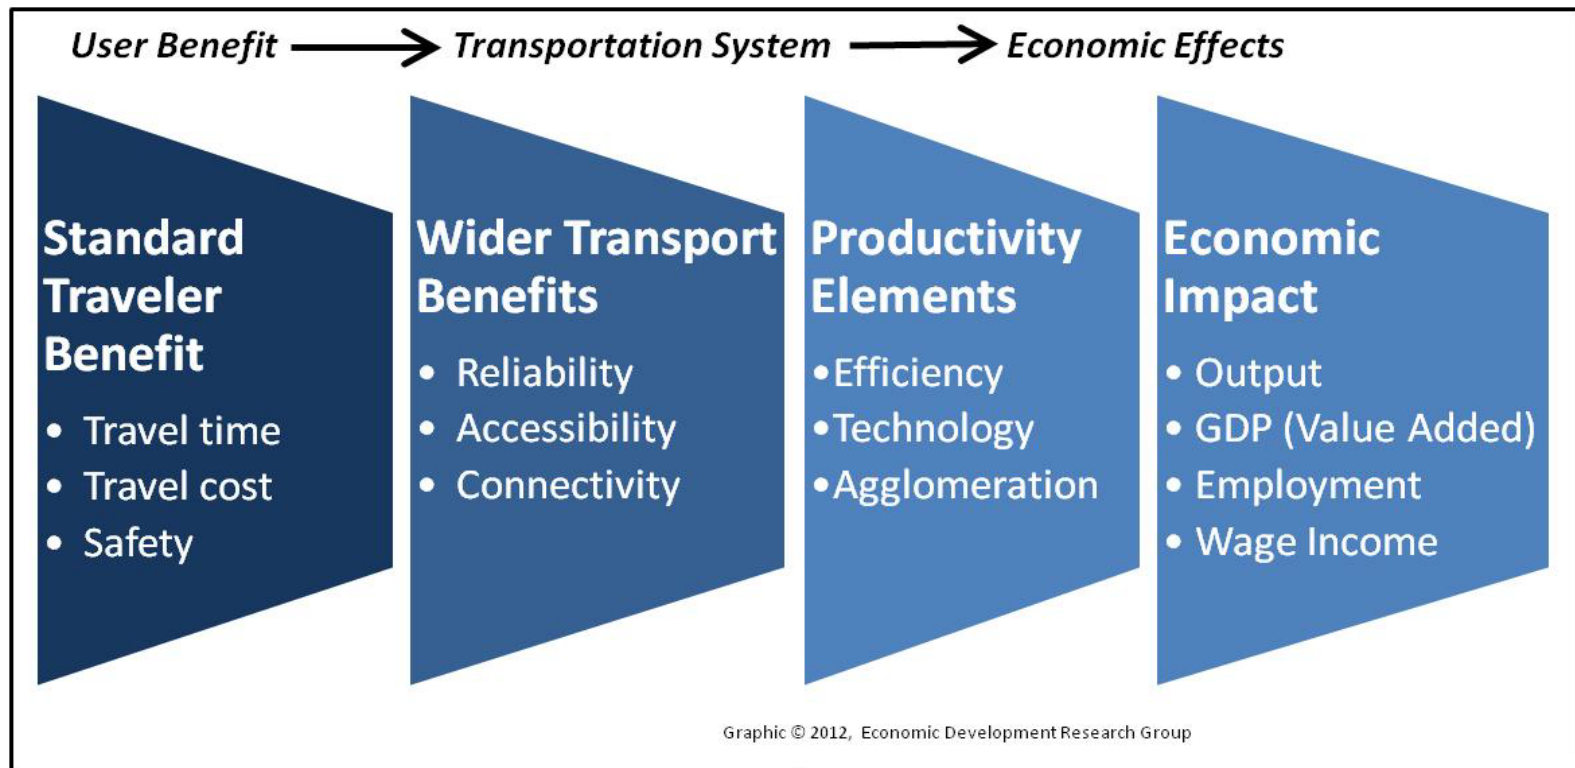 User Benefit → Transportation System → Economic Effects
Standard
Traveler
Benefit
• Travel time
• Travel cost
• Safety
Wider Transport
Benefits
• Reliability
• Accessibility
• Connectivity
Productivity
Elements
• Efficiency
• Technology
• Agglomeration
Economic
Impact
• Output
• GDP (Value Added)
• Employment
• Wage Income
Graphic © 2012, Economic Development Research Group